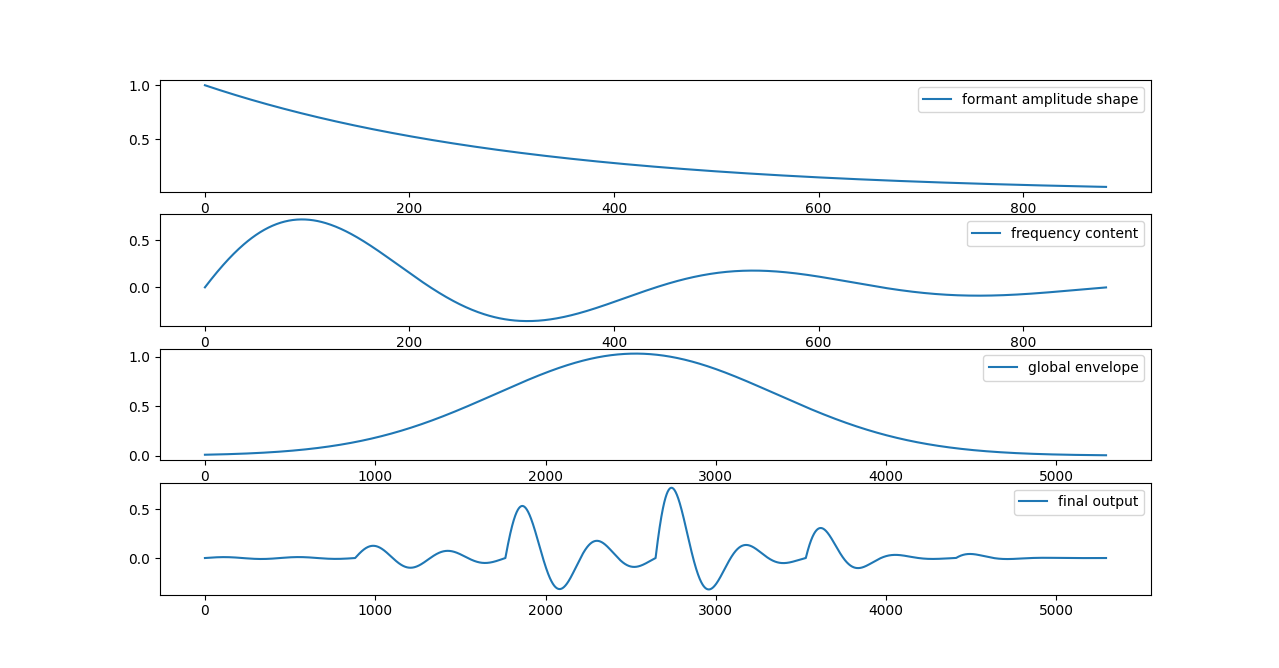 1.0
0.5
formant amplitude shape
0 200 400 600 800
0.5
0.0
frequency content
0 200 400 600 800
1.0
0.5
0.0
global envelope
0 1000 2000 3000 4000 5000
0.5
0.0
final output
0 1000 2000 3000 4000 5000